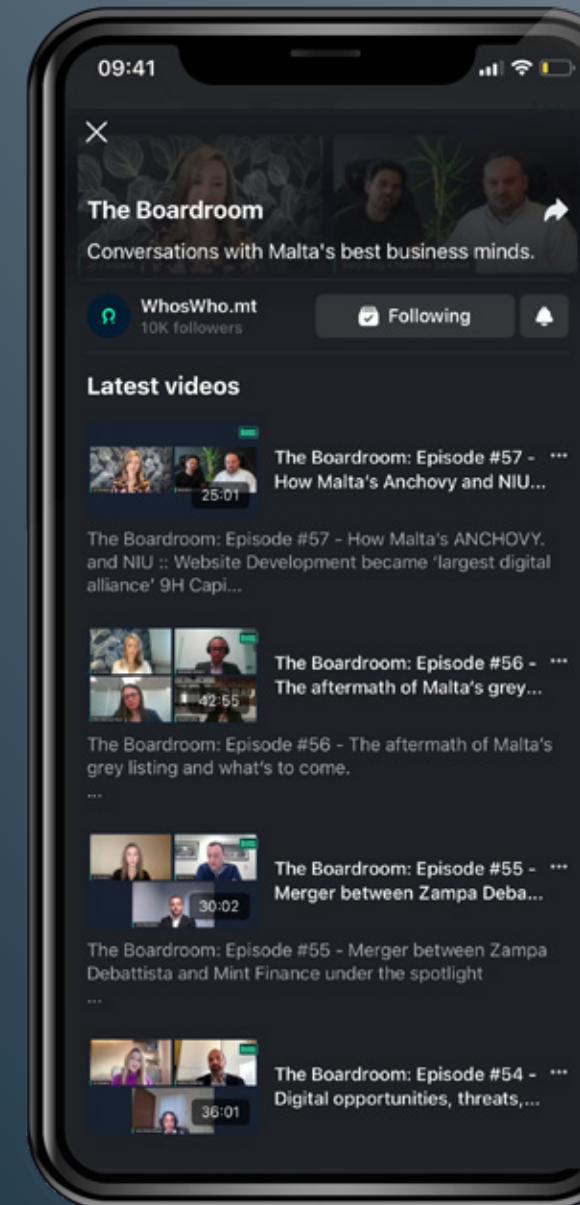 09:41
The Boardroom
Conversations with Malta's best business minds.
WhosWho.mt
10K followers
Following
Latest videos
25:01
The Boardroom: Episode #57 -
How Malta's Anchovy and NIU...
The Boardroom: Episode #57 - How Malta's ANCHOVY.
and NIU :: Website Development became ‘largest digital
alliance’ 9H Capi...
42:55
The Boardroom: Episode #56 -
The aftermath of Malta's grey...
The Boardroom: Episode #56 - The aftermath of Malta's
grey listing and what's to come.
...
30:02
The Boardroom: Episode #55 -
Merger between Zampa Deba...
The Boardroom: Episode #55 - Merger between Zampa
Debattista and Mint Finance under the spotlight
...
36:01
The Boardroom: Episode #54 -
Digital opportunities, threats,...